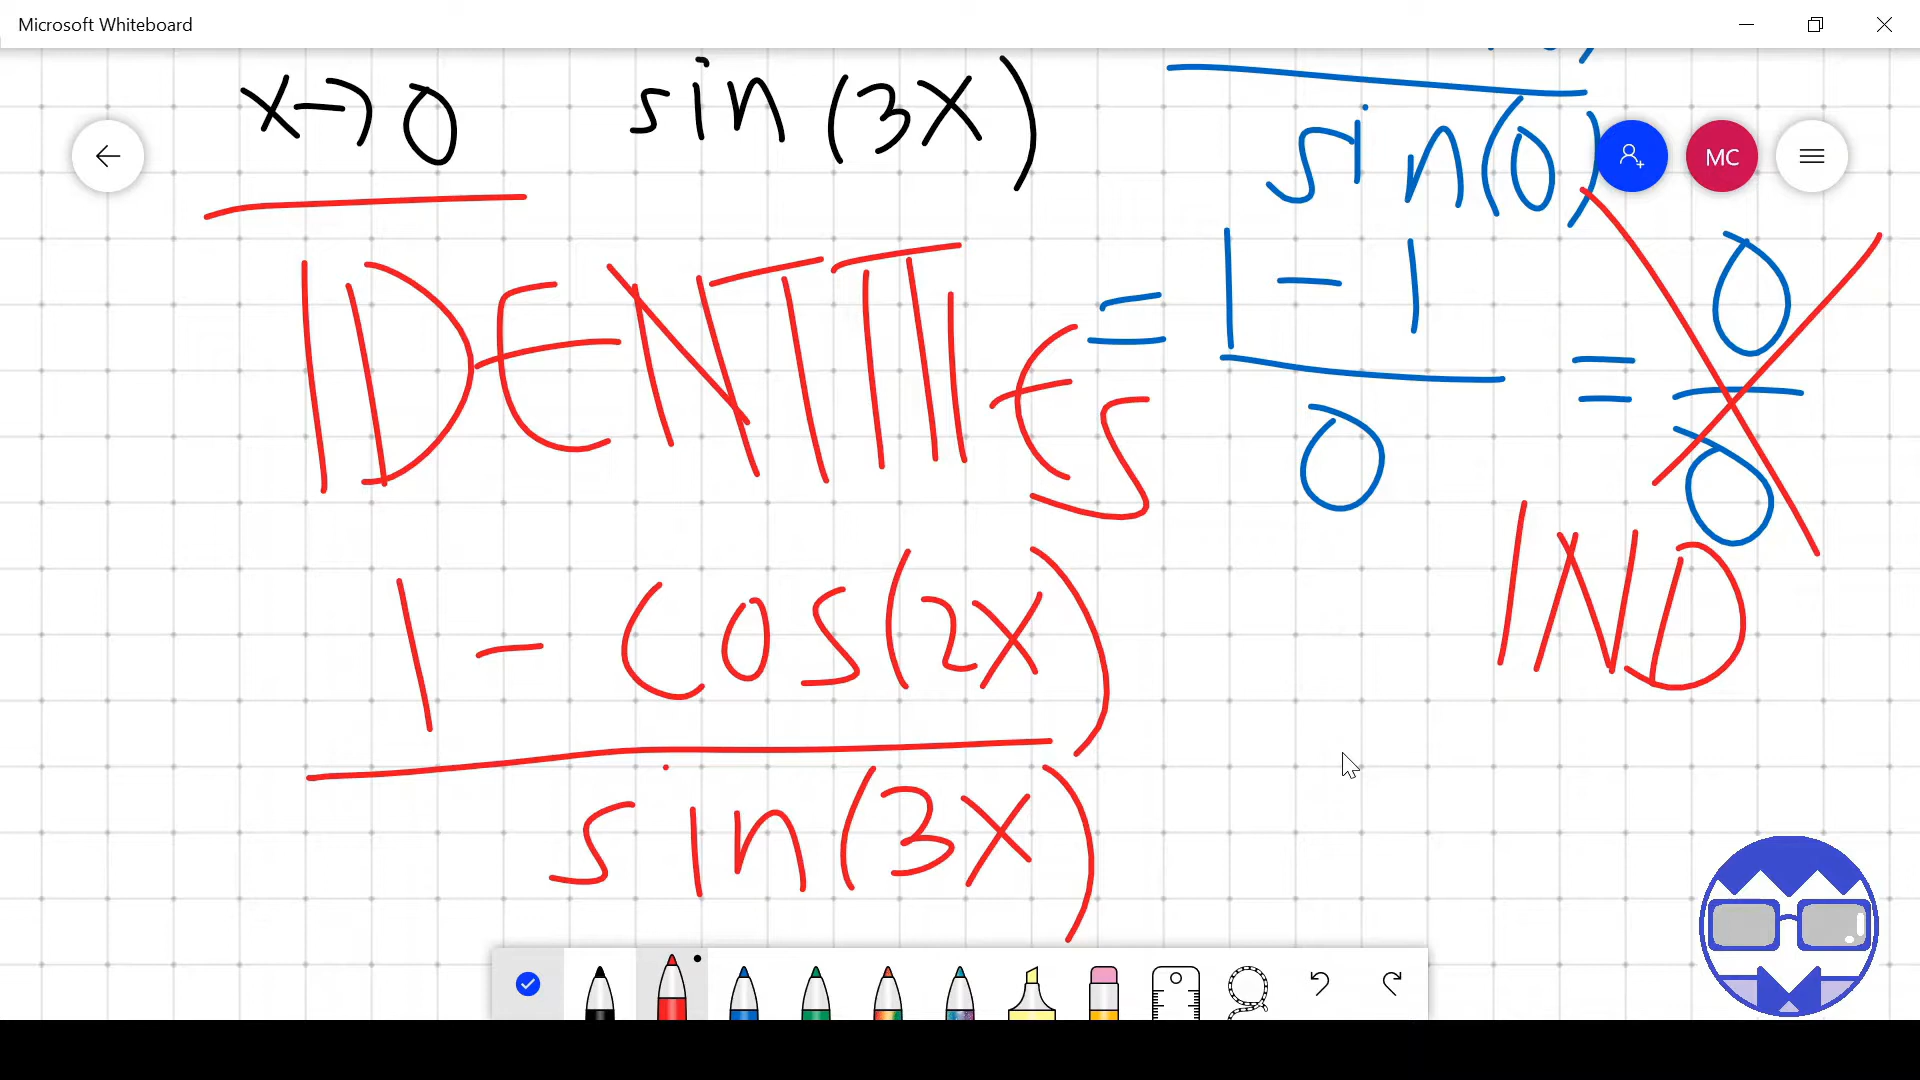 Microsoft Whiteboard
x→0 sin(3x)
sin(0)
MC
IDENTITIES
= 1 - 1 = 0
0 0
IND
1 - cos(2x)
sin(3x)